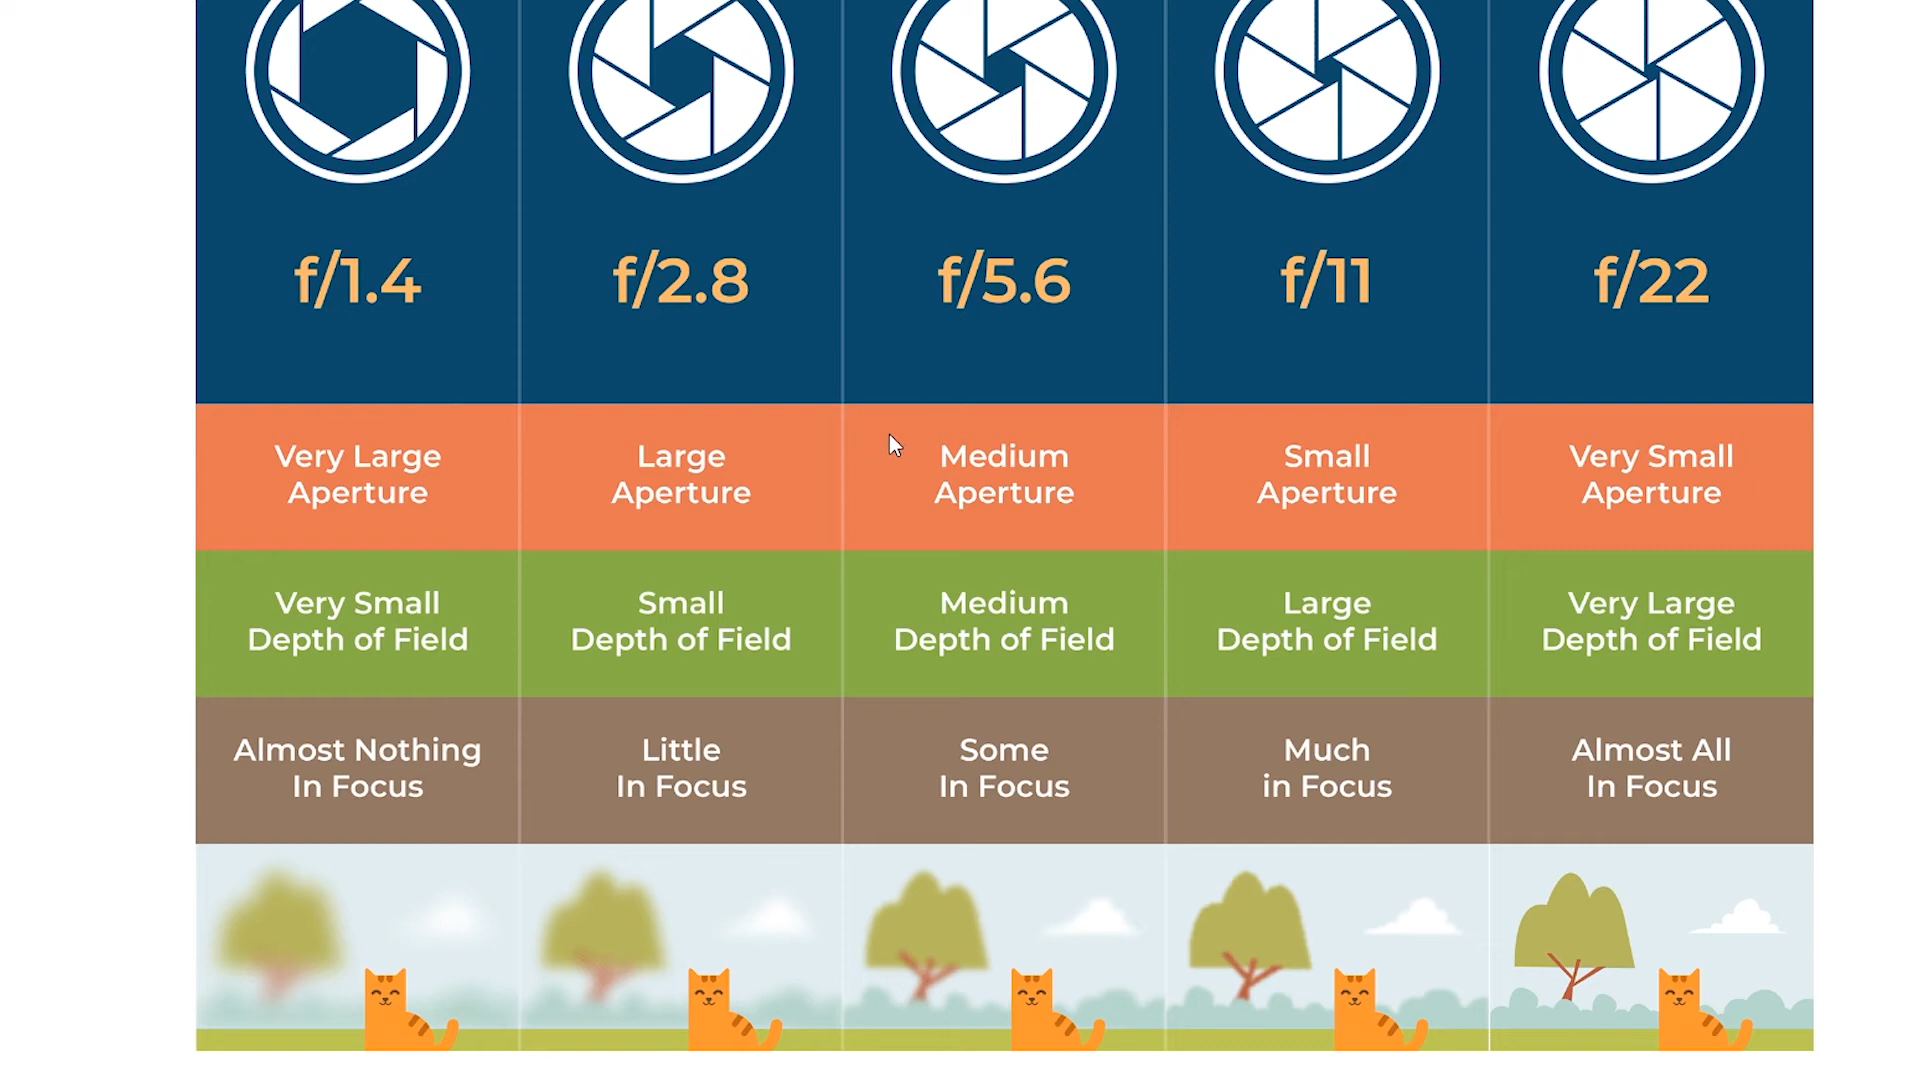 f/1.4
f/2.8
f/5.6
f/11
f/22
Very Large
Aperture
Large
Aperture
Medium
Aperture
Small
Aperture
Very Small
Aperture
Very Small
Depth of Field
Small
Depth of Field
Medium
Depth of Field
Large
Depth of Field
Very Large
Depth of Field
Almost Nothing
In Focus
Little
In Focus
Some
In Focus
Much
in Focus
Almost All
In Focus